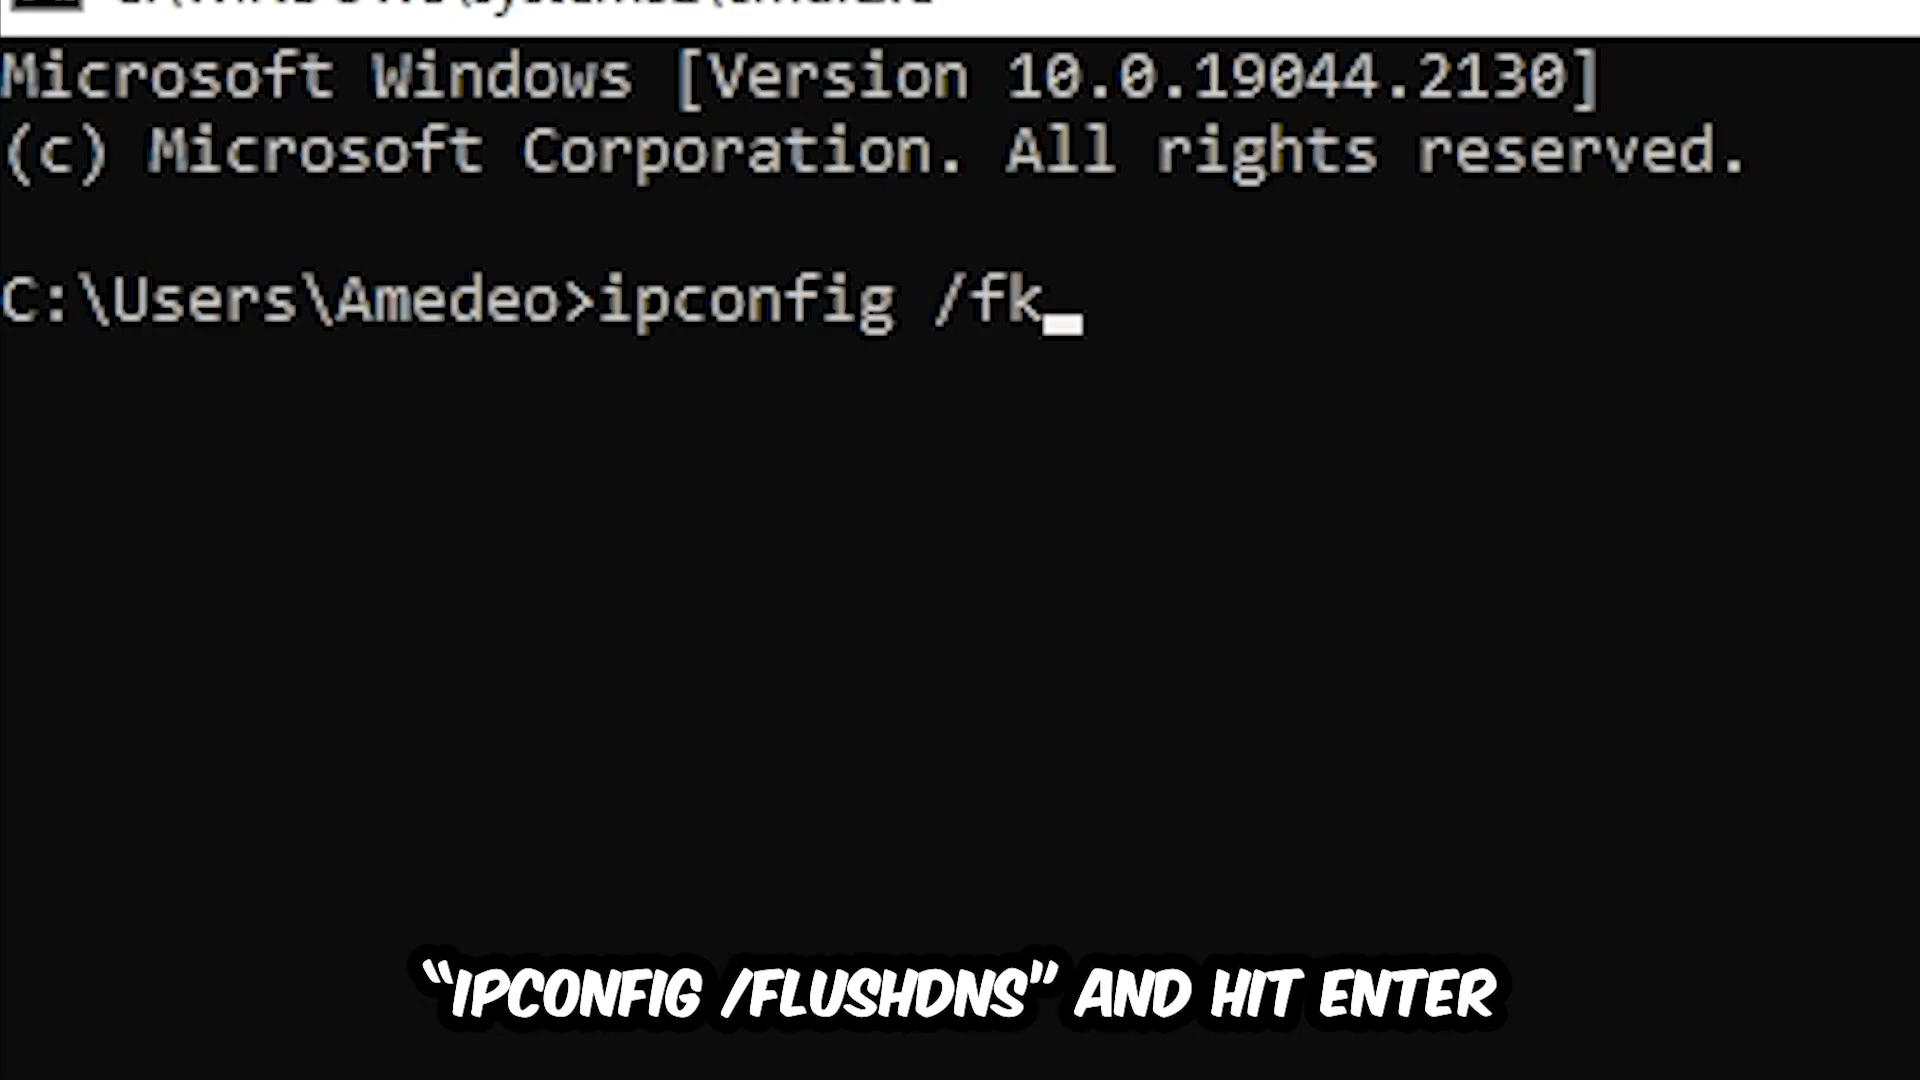 Microsoft Windows [Version 10.0.19044.2130]
(c) Microsoft Corporation. All rights reserved.
C:\Users\Amedeo>ipconfig /fk
“IPCONFIG /FLUSHDNS” AND HIT ENTER